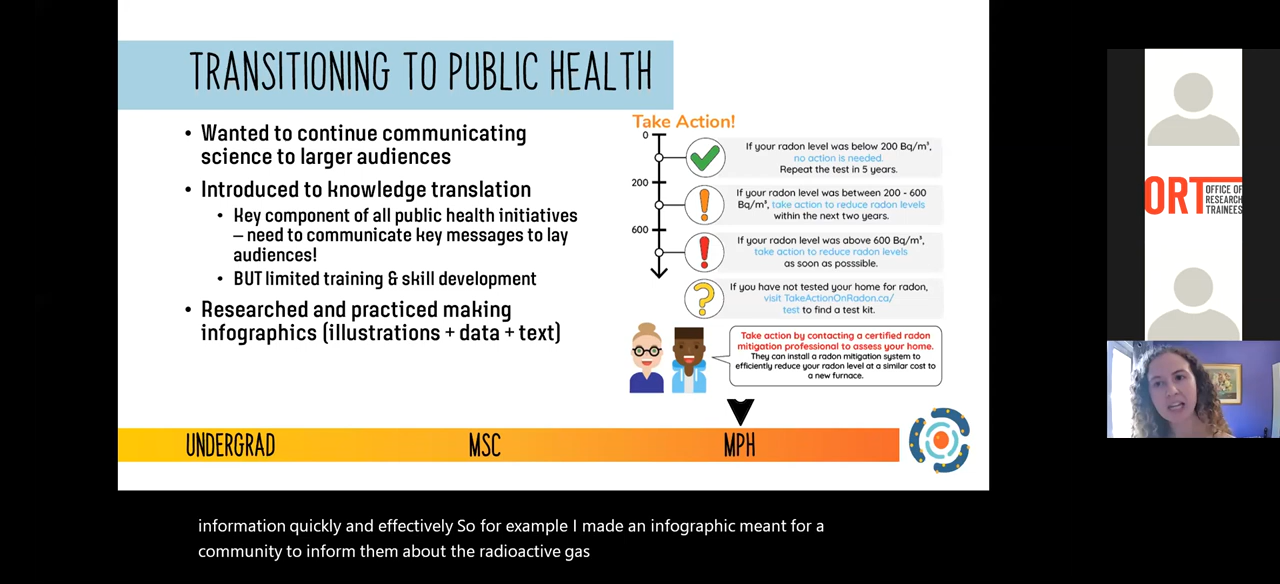 TRANSITIONING TO PUBLIC HEALTH
• Wanted to continue communicating
science to larger audiences
• Introduced to knowledge translation
• Key component of all public health initiatives
– need to communicate key messages to lay
audiences!
• BUT limited training & skill development
• Researched and practiced making
infographics (illustrations + data + text)
Take Action!
0
200
600
If your radon level was below 200 Bq/m³,
no action is needed.
Repeat the test in 5 years.
If your radon level was between 200 - 600
Bq/m³, take action to reduce radon levels
within the next two years.
If your radon level was above 600 Bq/m³,
take action to reduce radon levels
as soon as posssible.
If you have not tested your home for radon,
visit TakeActionOnRadon.ca/
test to find a test kit.
Take action by contacting a certified radon
mitigation professional to assess your home.
They can install a radon mitigation system to
efficiently reduce your radon level at a similar cost to
a new furnace.
UNDERGRAD
MSC
MPH
ORT
OFFICE OF
RESEARCH
TRAINEES
information quickly and effectively So for example I made an infographic meant for a
community to inform them about the radioactive gas